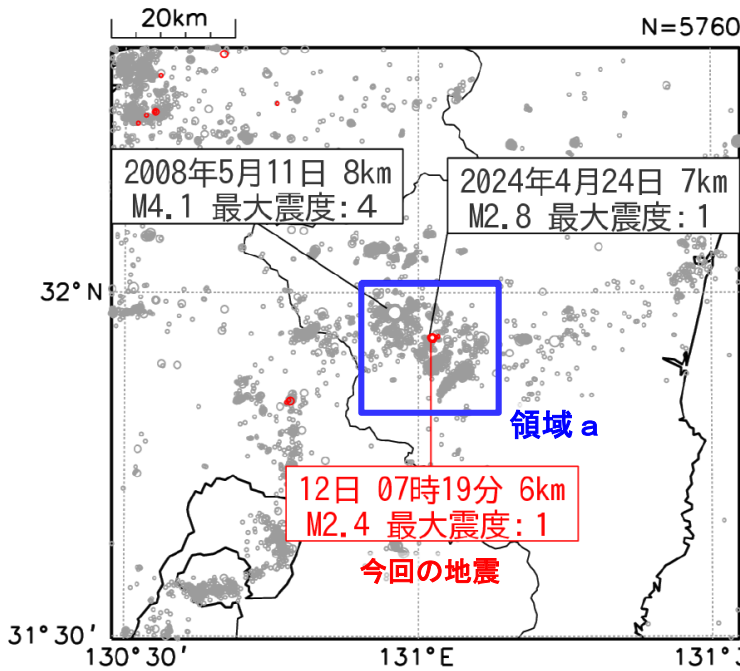 20km
N=5760
2008年5月11日 8km
M4.1 最大震度:4
2024年4月24日 7km
M2.8 最大震度:1
32°N
領域a
12日 07時19分 6km
M2.4 最大震度:1
今回の地震
31°30′
130°30′
131°E
131°3